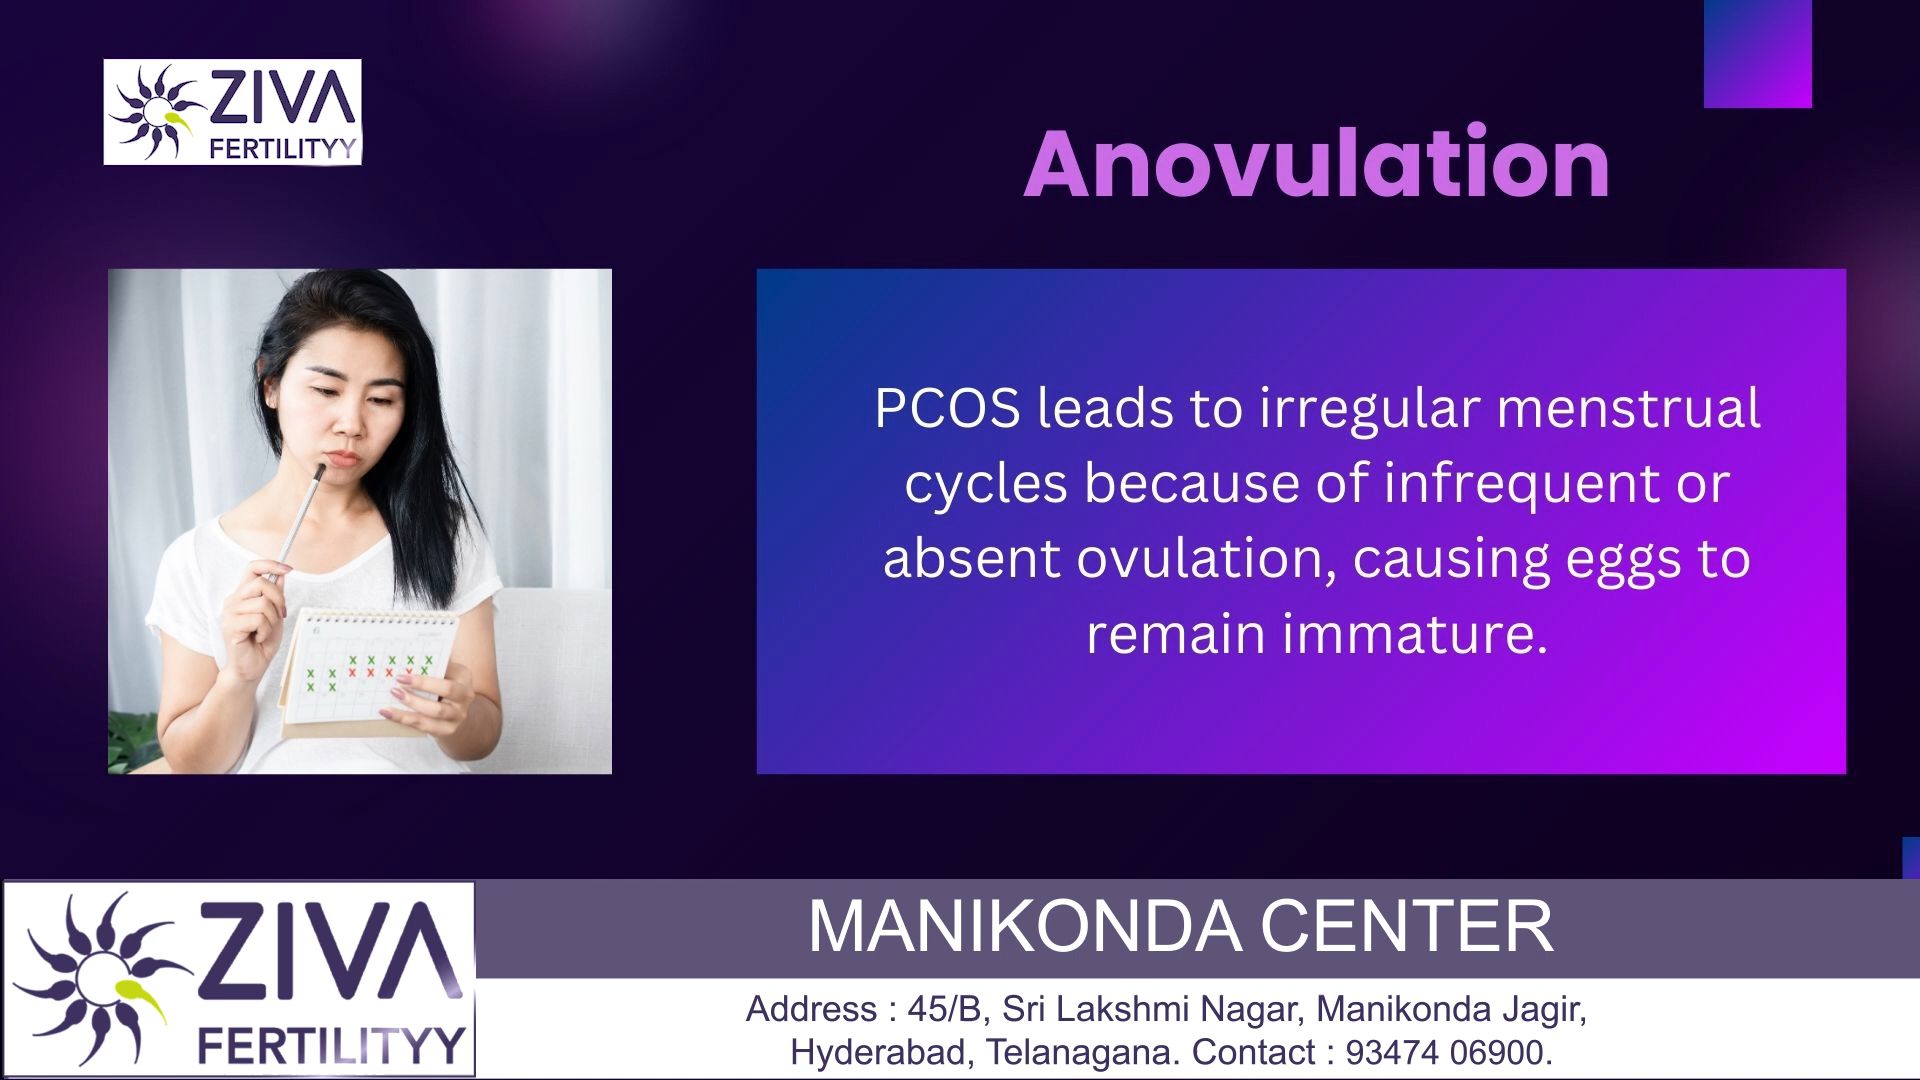 ZIVA
FERTILITYY
Anovulation
PCOS leads to irregular menstrual
cycles because of infrequent or
absent ovulation, causing eggs to
remain immature.
6
ZIVA
FERTILITYY
MANIKONDA CENTER
Address : 45/B, Sri Lakshmi Nagar, Manikonda Jagir,
Hyderabad, Telanagana. Contact : 93474 06900.